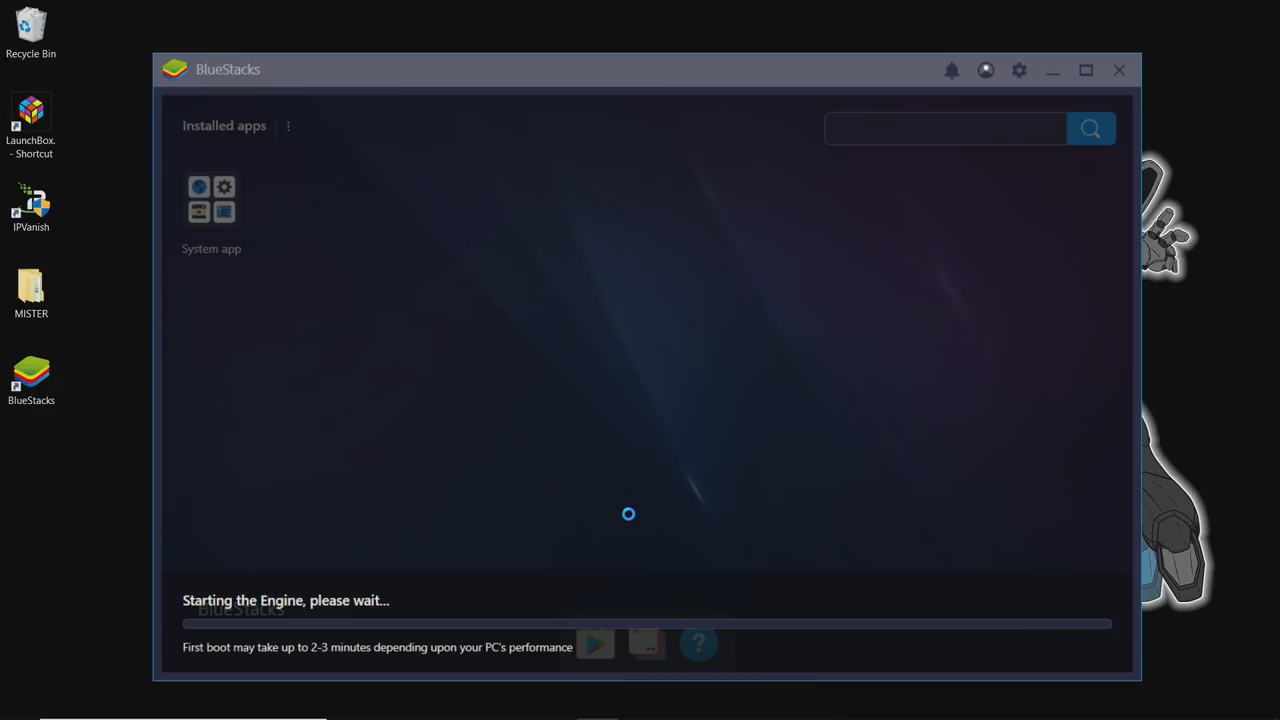 Recycle Bin
LaunchBox.
- Shortcut
IPVanish
MISTER
BlueStacks
BlueStacks
Installed apps
System app
Starting the Engine, please wait...
BlueStacks
First boot may take up to 2-3 minutes depending upon your PC's performance
?